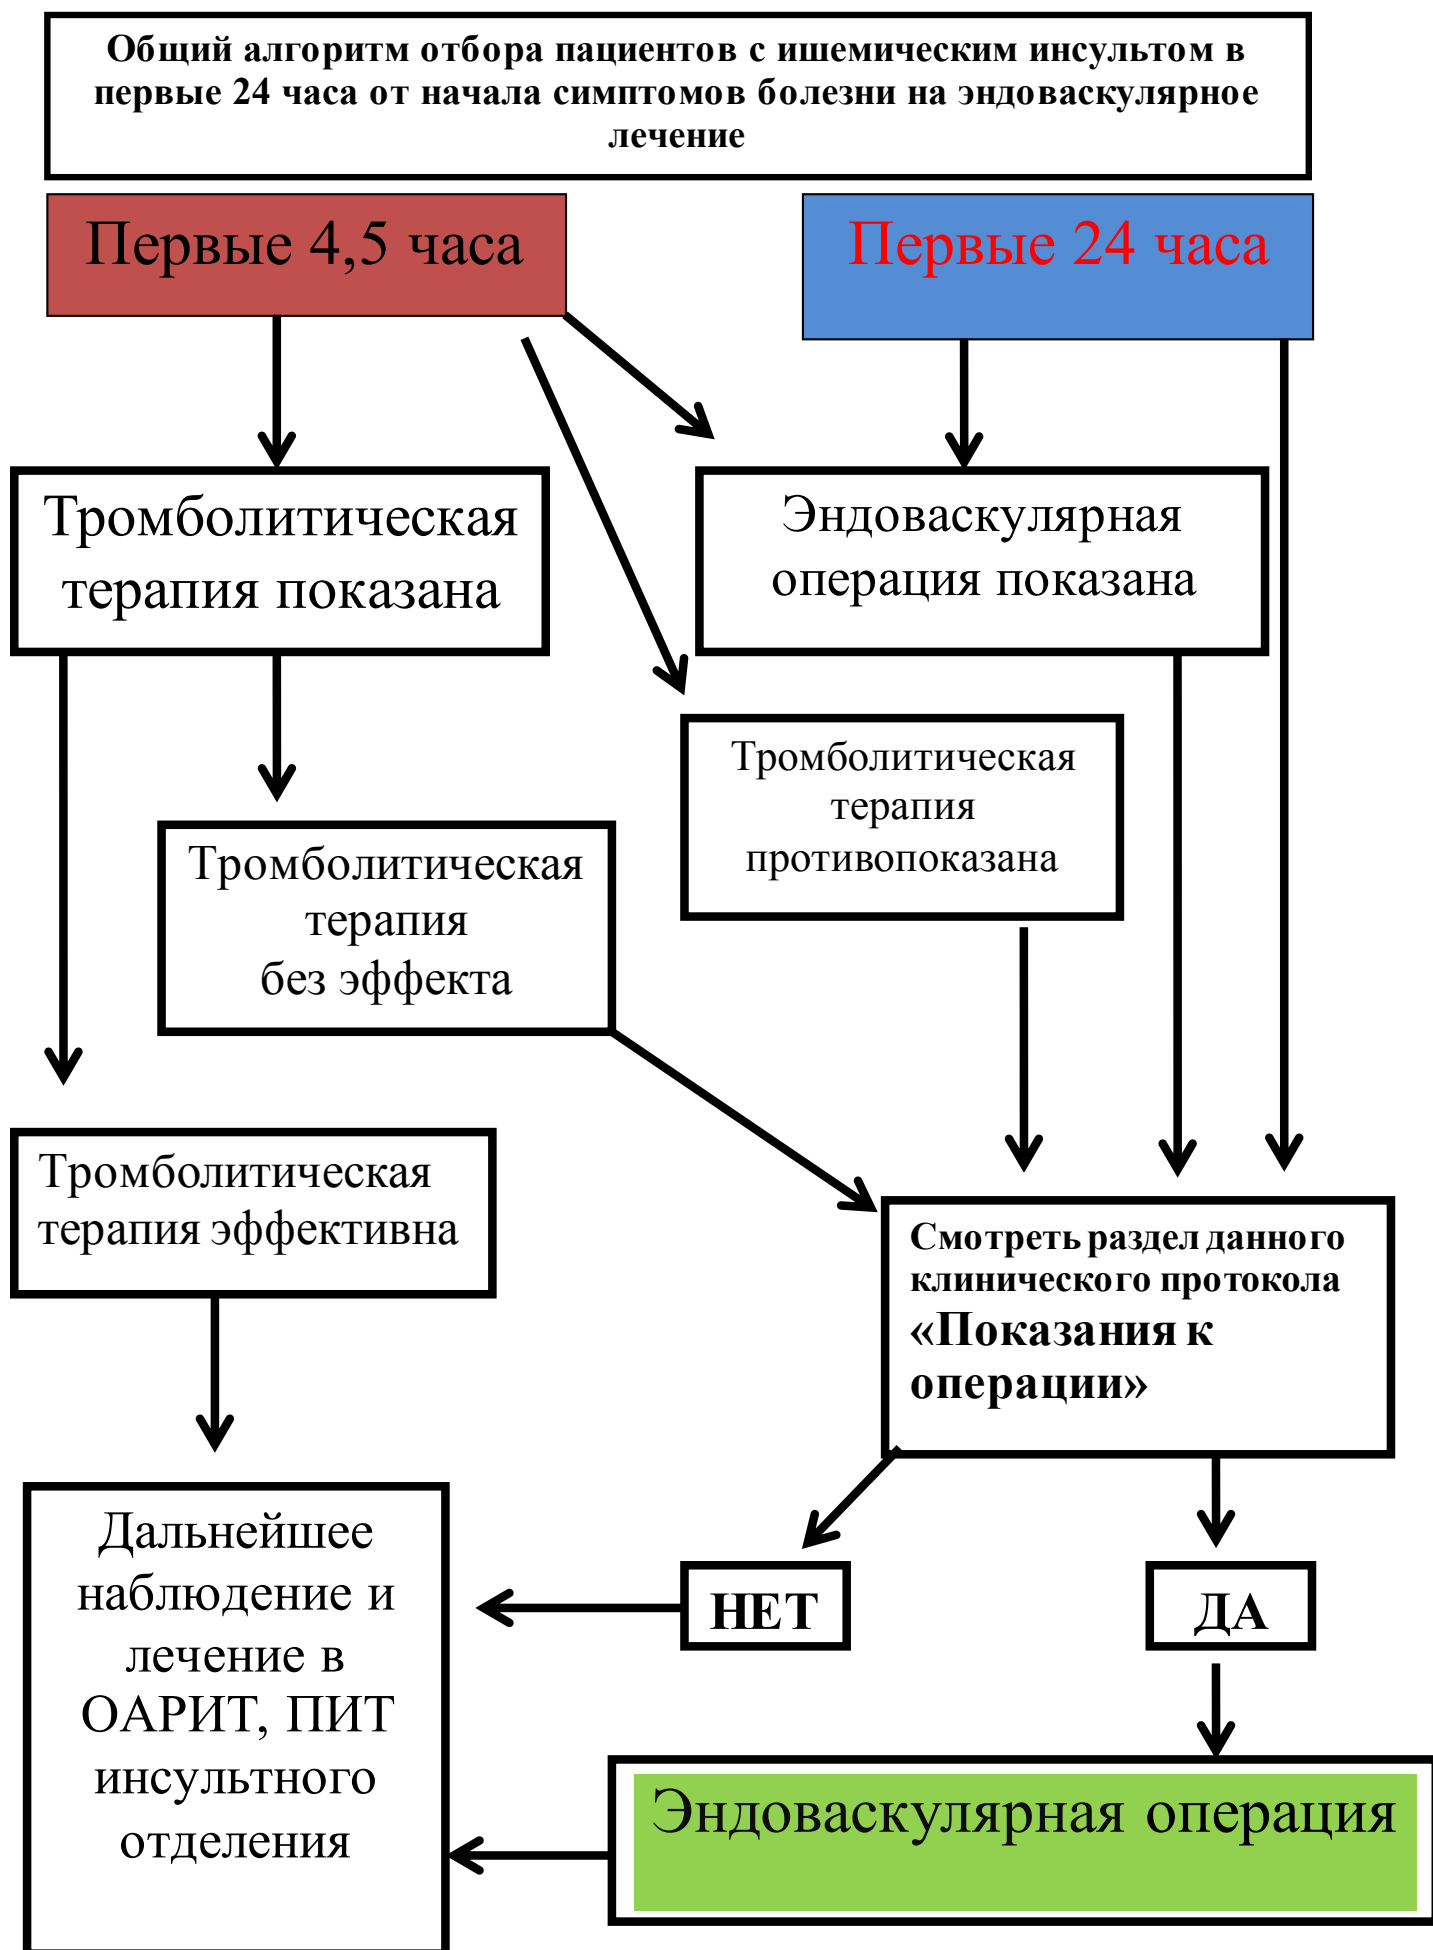 Общий алгоритм отбора пациентов с ишемическим инсультом в
первые 24 часа от начала симптомов болезни на эндоваскулярное
лечение
Первые 4,5 часа
Первые 24 часа
Тромболитическая
терапия показана
Эндоваскулярная
операция показана
Тромболитическая
терапия
противопоказана
Тромболитическая
терапия
без эффекта
Тромболитическая
терапия эффективна
Смотреть раздел данного
клинического протокола
«Показания к
операции»
Дальнейшее
наблюдение и
лечение в
ОАРИТ, ПИТ
инсультного
отделения
НЕТ
ДА
Эндоваскулярная операция